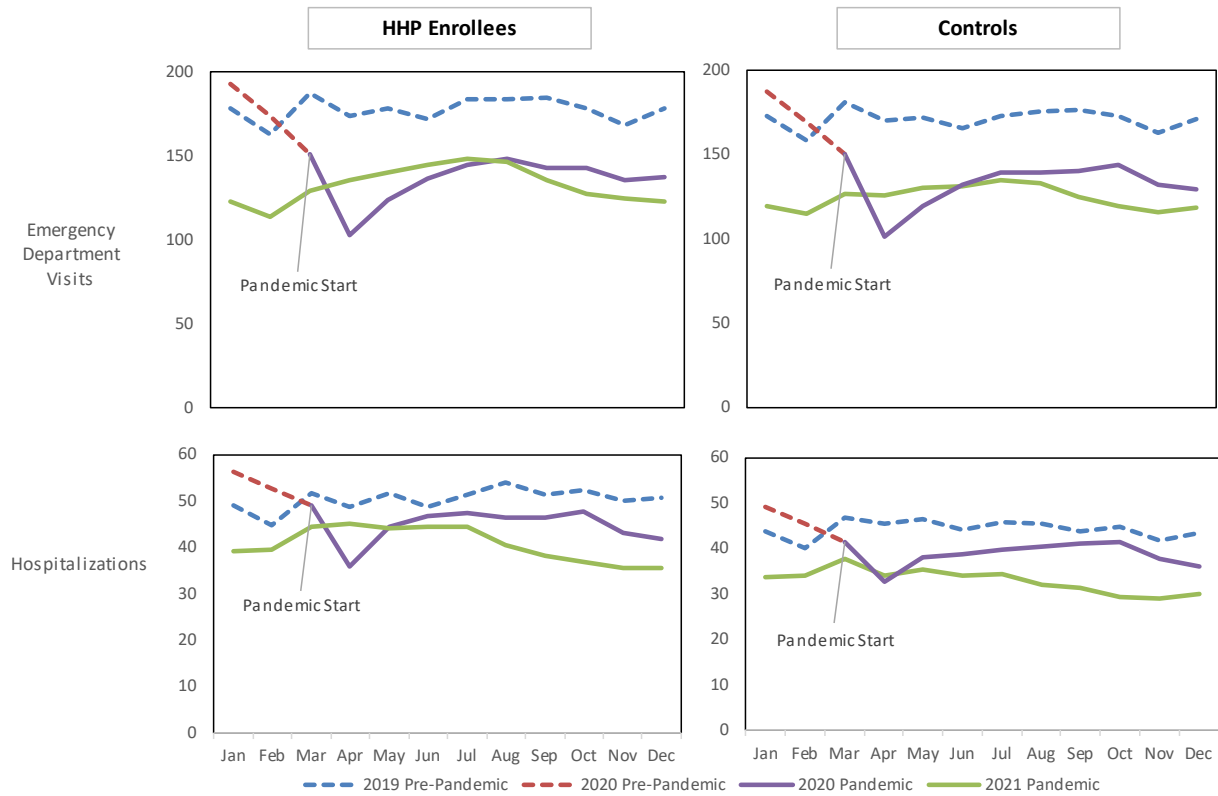 HHP Enrollees
Controls
Emergency
Department
Visits
200
150
100
50
0
Pandemic Start
200
150
100
50
0
Pandemic Start
Hospitalizations
60
50
40
30
20
10
0
Pandemic Start
Jan Feb Mar Apr May Jun Jul Aug Sep Oct Nov Dec
60
50
40
30
20
10
0
Pandemic Start
Jan Feb Mar Apr May Jun Jul Aug Sep Oct Nov Dec
2019 Pre-Pandemic 2020 Pre-Pandemic 2020 Pandemic 2021 Pandemic